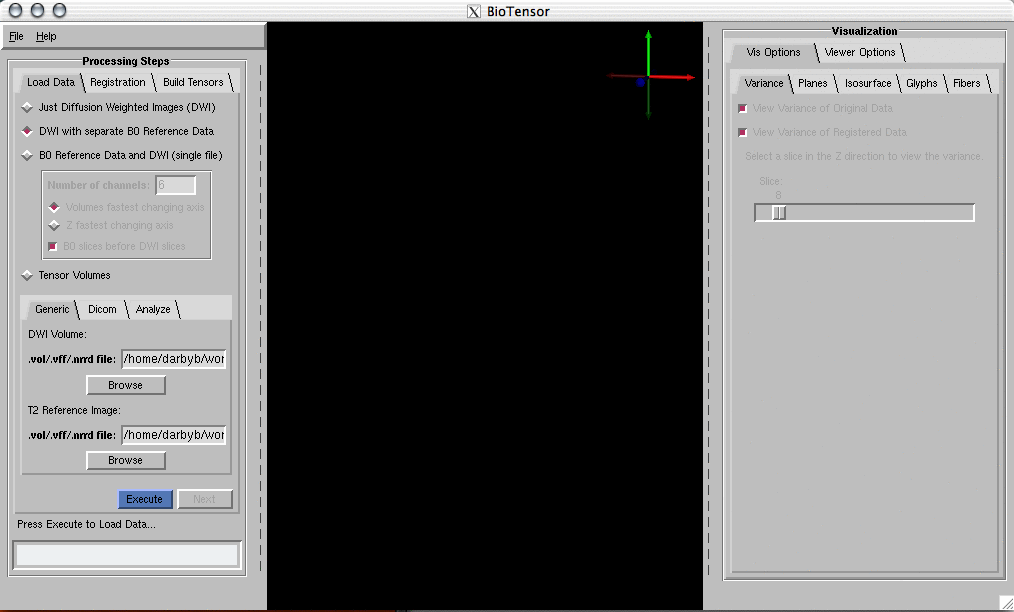 X BioTensor
File Help
Processing Steps
Load Data Registration Build Tensors
Just Diffusion Weighted Images (DWI)
DWI with separate B0 Reference Data
B0 Reference Data and DWI (single file)
Number of channels: 6
Volumes fastest changing axis
Z fastest changing axis
B0 slices before DWI slices
Tensor Volumes
Generic Dicom Analyze
DWI Volume:
.vol/.vff/.nrrd file: /home/darbyb/wor
Browse
T2 Reference Image:
.vol/.vff/.nrrd file: /home/darbyb/wor
Browse
Execute Next
Press Execute to Load Data...
Visualization
Vis Options Viewer Options
Variance Planes Isosurface Glyphs Fibers
View Variance of Original Data
View Variance of Registered Data
Select a slice in the Z direction to view the variance.
Slice:
8